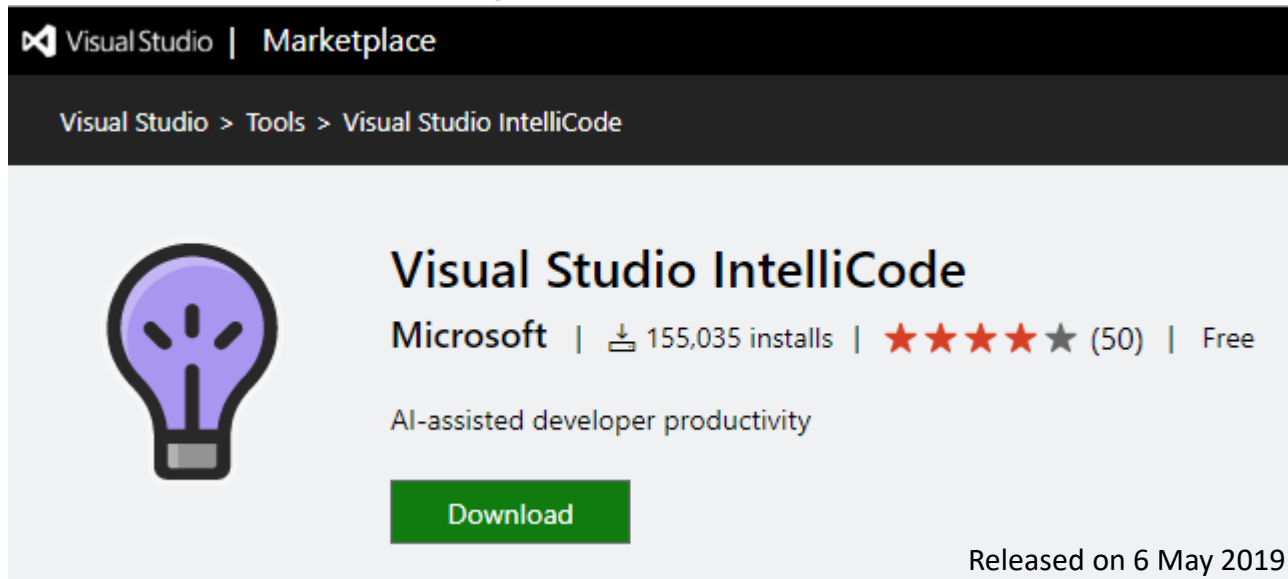 Visual Studio | Marketplace
Visual Studio > Tools > Visual Studio IntelliCode
Visual Studio IntelliCode
Microsoft | 155,035 installs | ★★★★★ (50) | Free
AI-assisted developer productivity
Download
Released on 6 May 2019